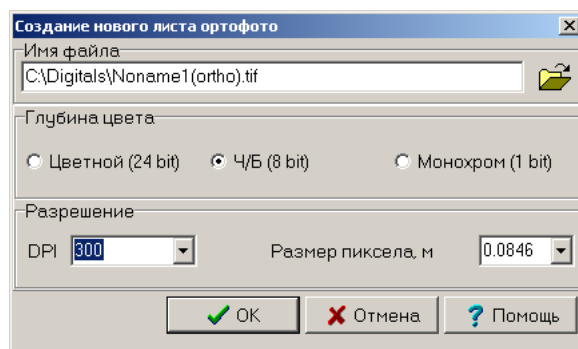 Создание нового листа ортофото
Имя файла
C:\Digitals\Noname1(ortho).tif
Глубина цвета
Цветной (24 bit) Ч/Б (8 bit) Монохром (1 bit)
Разрешение
DPI 300 Размер пиксела, м 0.0846
OK Отмена ? Помощь